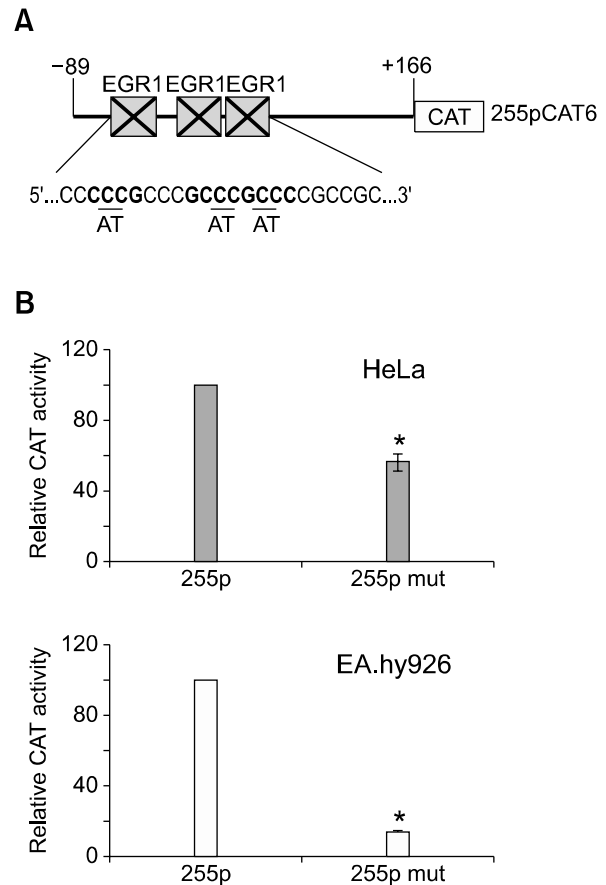 A
−89
+166
EGR1 EGR1 EGR1
CAT
255pCAT6
5'...CCCCCGCCCGCCCGCCCCGCCGC...3'
AT AT AT
B
120
80
40
0
Relative CAT activity
HeLa
*
255p
255p mut
120
80
40
0
Relative CAT activity
EA.hy926
*
255p
255p mut